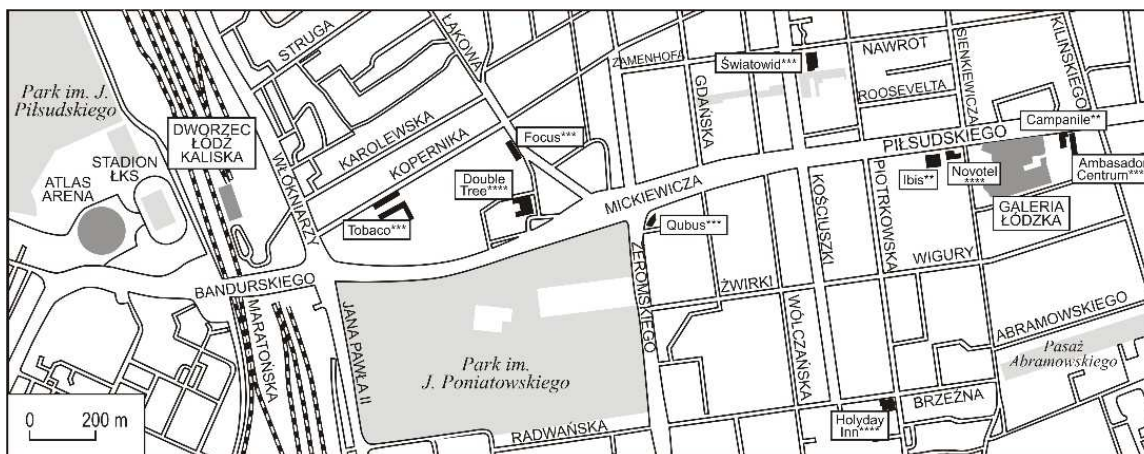 Park im. J.
Piłsudskiego
STADION
ŁKS
ATLAS
ARENA
DWORZEC
ŁÓDŹ
KALISKA
STRUGA
ŁĄKOWA
WŁÓKNIARZY
KAROLEWSKA
KOPERNIKA
Tobaco***
Focus***
Double
Tree****
BANDURSKIEGO
MARATOŃSKA
JANA PAWŁA II
MICKIEWICZA
Park im.
J. Poniatowskiego
RADWAŃSKA
ZAMENHOFA
GDAŃSKA
Światowid***
NAWROT
ROOSEVELTA
SIENKIEWICZA
KILIŃSKIEGO
PIŁSUDSKIEGO
Campanile**
Ambasador
Centrum****
Ibis**
Novotel
****
GALERIA
ŁÓDZKA
Qubus***
ŻEROMSKIEGO
ŻWIRKI
WÓLCZAŃSKA
KOŚCIUSZKI
PIOTRKOWSKA
WIGURY
ABRAMOWSKIEGO
Pasaż
Abramowskiego
BRZEŹNA
Holyday
Inn****
0 200 m